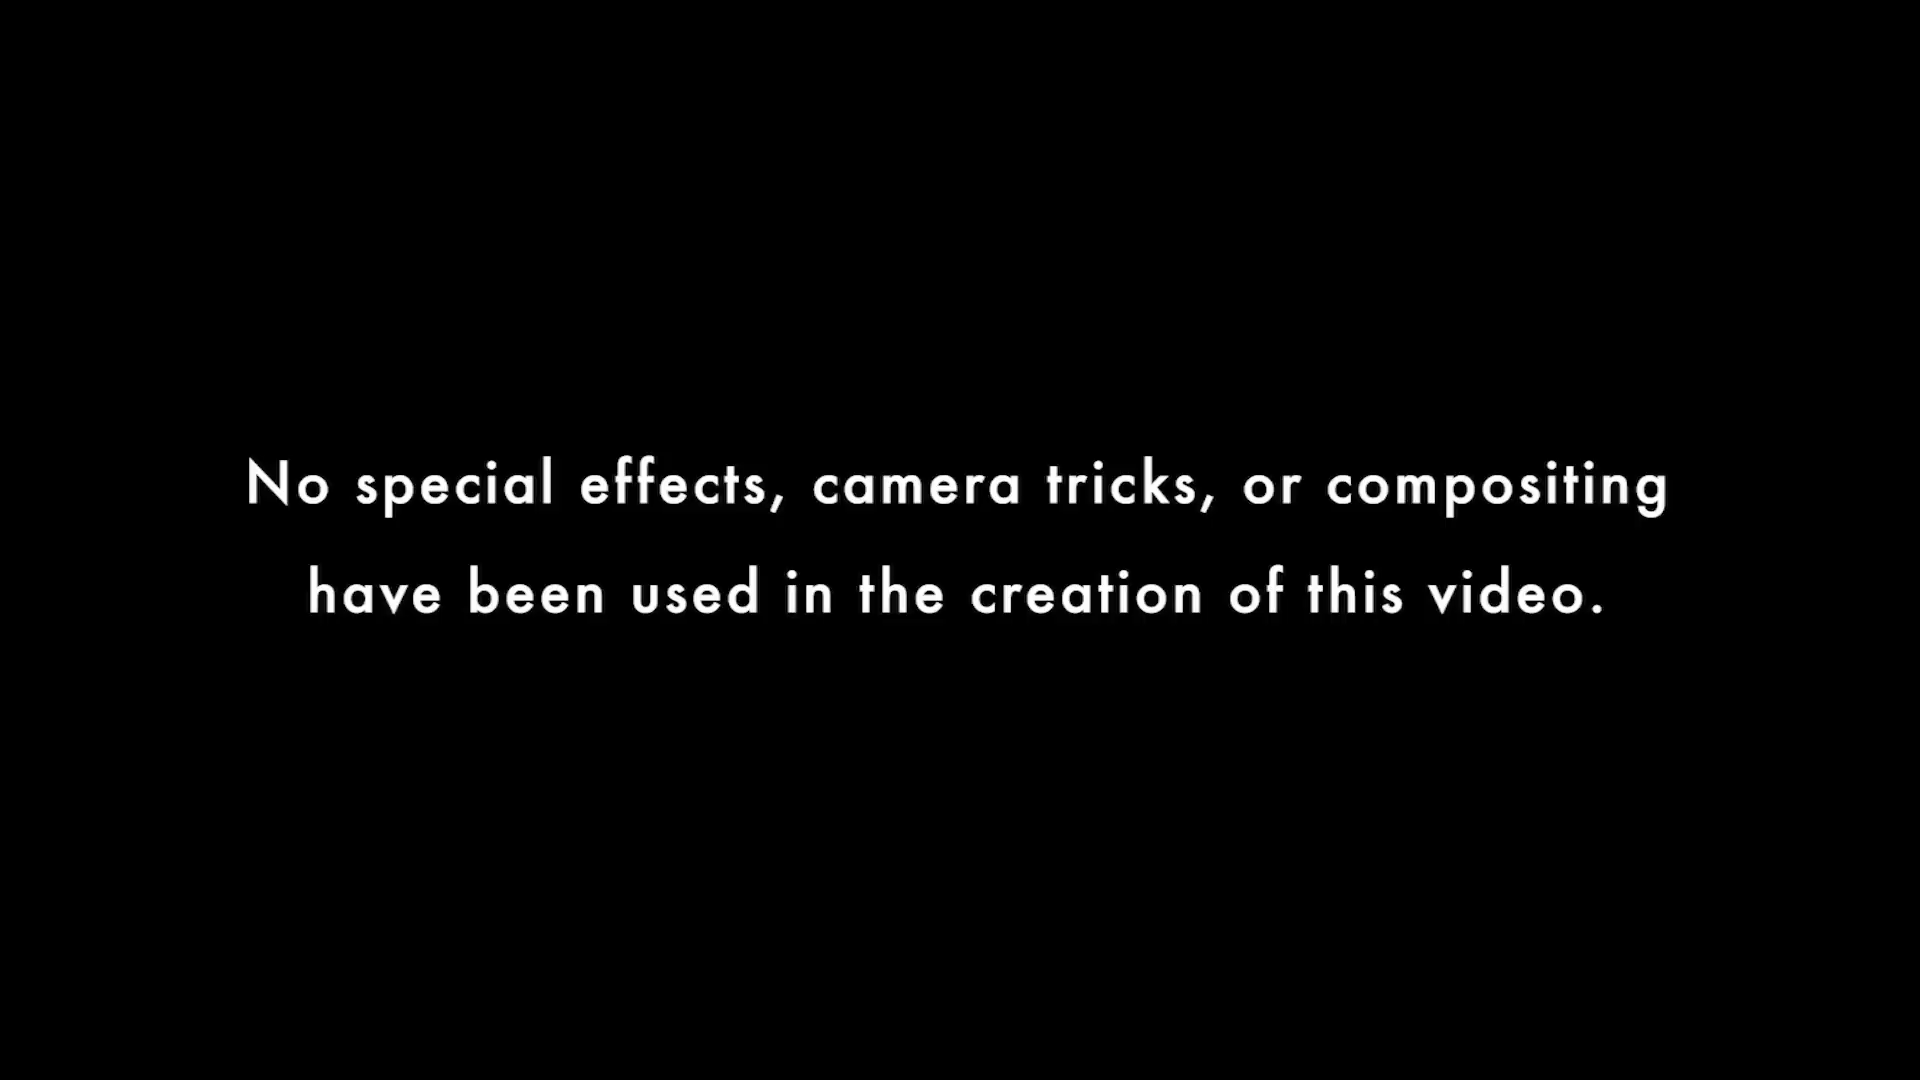 No special effects, camera tricks, or compositing
have been used in the creation of this video.